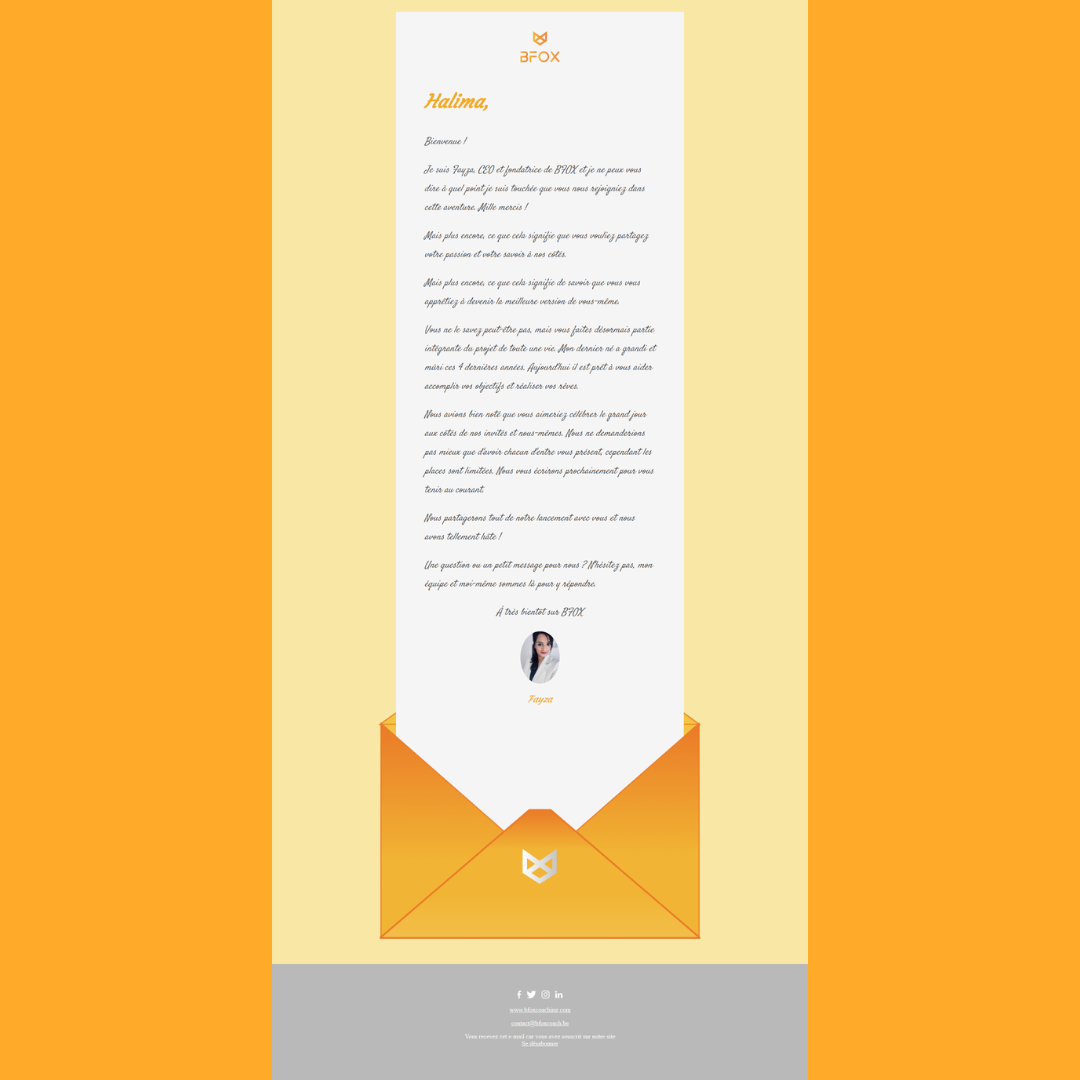 BFOX
Halima,
Bienvenue !
Je suis Fayza, CEO et fondatrice de BFOX et je ne peux vous
dire à quel point je suis touchée que vous nous rejoigniez dans
cette aventure. Mille mercis !
Mais plus encore, ce que cela signifie que vous vouliez partagez
votre passion et votre savoir à nos côtés.
Mais plus encore, ce que cela signifie de savoir que vous vous
apprêtiez à devenir la meilleure version de vous-même.
Vous ne le savez peut-être pas, mais vous faites désormais partie
intégrante du projet de toute une vie. Mon dernier né a grandi et
mûri ces 4 dernières années. Aujourd'hui il est prêt à vous aider
accomplir vos objectifs et réaliser vos rêves.
Nous avions bien noté que vous aimeriez célébrer le grand jour
aux côtés de nos invités et nous-mêmes. Nous ne demanderions
pas mieux que d'avoir chacun d'entre vous présent, cependant les
places sont limitées. Nous vous écrirons prochainement pour vous
tenir au courant.
Nous partagerons tout de notre lancement avec vous et nous
avons tellement hâte !
Une question ou un petit message pour nous ? N'hésitez pas, mon
équipe et moi-même sommes là pour y répondre.
À très bientôt sur BFOX
Fayza
www.bfoxcoaching.com
contact@bfoxcoach.be
Vous recevez cet e-mail car vous avez souscrit sur notre site
Se désabonner